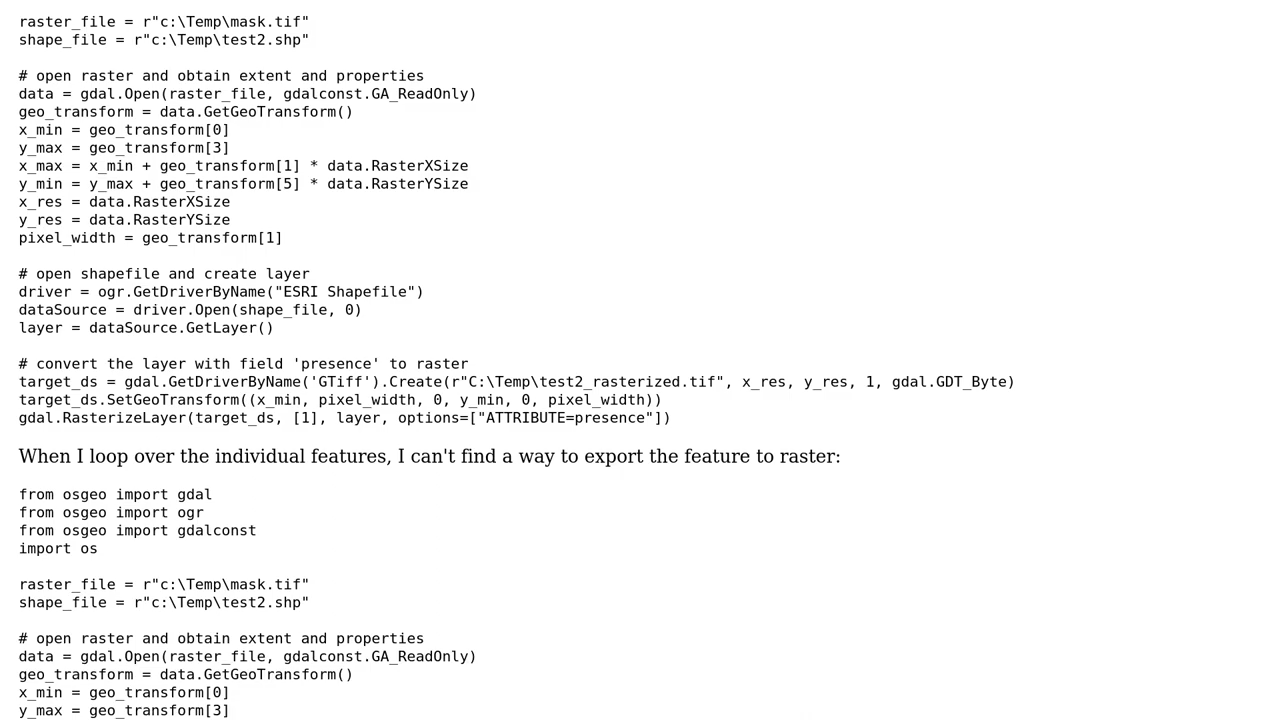 raster_file = r"c:\Temp\mask.tif"
shape_file = r"c:\Temp\test2.shp"
# open raster and obtain extent and properties
data = gdal.Open(raster_file, gdalconst.GA_ReadOnly)
geo_transform = data.GetGeoTransform()
x_min = geo_transform[0]
y_max = geo_transform[3]
x_max = x_min + geo_transform[1] * data.RasterXSize
y_min = y_max + geo_transform[5] * data.RasterYSize
x_res = data.RasterXSize
y_res = data.RasterYSize
pixel_width = geo_transform[1]
# open shapefile and create layer
driver = ogr.GetDriverByName("ESRI Shapefile")
dataSource = driver.Open(shape_file, 0)
layer = dataSource.GetLayer()
# convert the layer with field 'presence' to raster
target_ds = gdal.GetDriverByName('GTiff').Create(r"C:\Temp\test2_rasterized.tif", x_res, y_res, 1, gdal.GDT_Byte)
target_ds.SetGeoTransform((x_min, pixel_width, 0, y_min, 0, pixel_width))
gdal.RasterizeLayer(target_ds, [1], layer, options=["ATTRIBUTE=presence"])
When I loop over the individual features, I can't find a way to export the feature to raster:
from osgeo import gdal
from osgeo import ogr
from osgeo import gdalconst
import os
raster_file = r"c:\Temp\mask.tif"
shape_file = r"c:\Temp\test2.shp"
# open raster and obtain extent and properties
data = gdal.Open(raster_file, gdalconst.GA_ReadOnly)
geo_transform = data.GetGeoTransform()
x_min = geo_transform[0]
y_max = geo_transform[3]